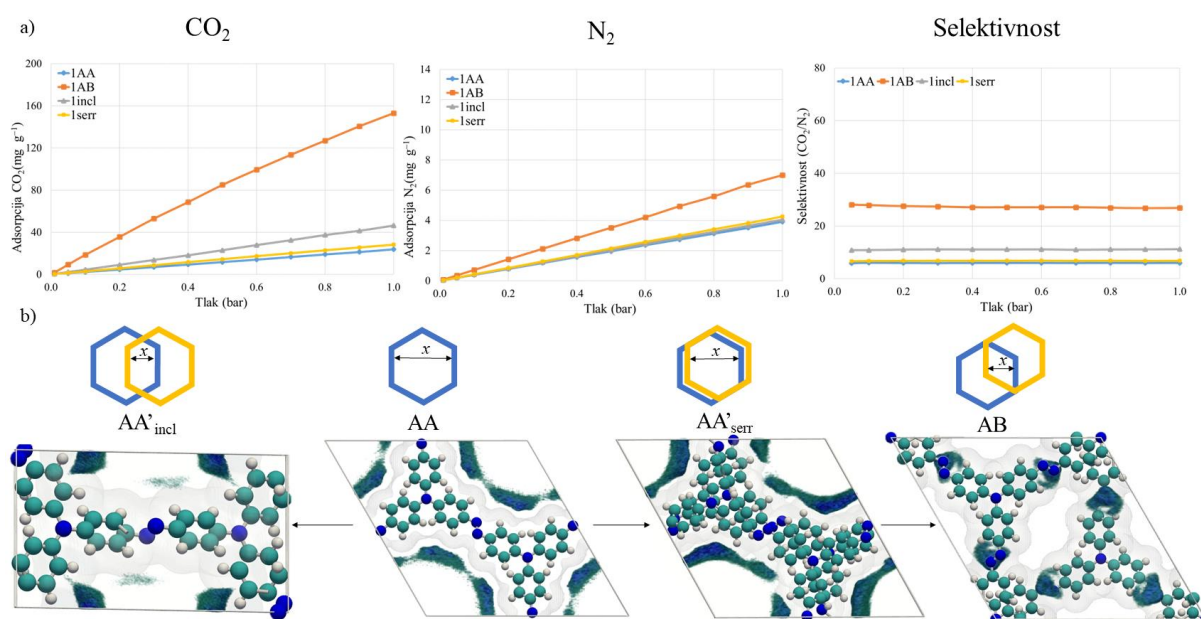 a)
CO₂
N₂
Selektivnost
1AA
1AB
1incl
1serr
200
160
120
80
40
0
Adsorpcija CO₂(mg g⁻¹)
0.0 0.2 0.4 0.6 0.8 1.0
Tlak (bar)
1AA
1AB
1incl
1serr
14
12
10
8
6
4
2
0
Adsorpcija N₂(mg g⁻¹)
0.0 0.2 0.4 0.6 0.8 1.0
Tlak (bar)
1AA 1AB 1incl 1serr
80
60
40
20
0
Selektivnost (CO₂/N₂)
0.0 0.2 0.4 0.6 0.8 1.0
Tlak (bar)
b)
x
x
x
x
AA’incl
AA
AA’serr
AB